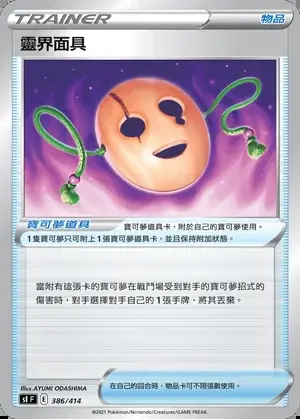 TRAINER
物品
靈界面具
寶可夢道具
寶可夢道具卡，附於自己的寶可夢使用。
1隻寶可夢只可附上1張寶可夢道具卡，並且保持附加狀態。
當附有這張卡的寶可夢在戰鬥場受到對手的寶可夢招式的
傷害時，對手選擇對手自己的1張手牌，將其丟棄。
Illus. AYUMI ODASHIMA
sI F E 386/414
在自己的回合時，物品卡可不限張數使用。
©2021 Pokémon/Nintendo/Creatures/GAME FREAK.